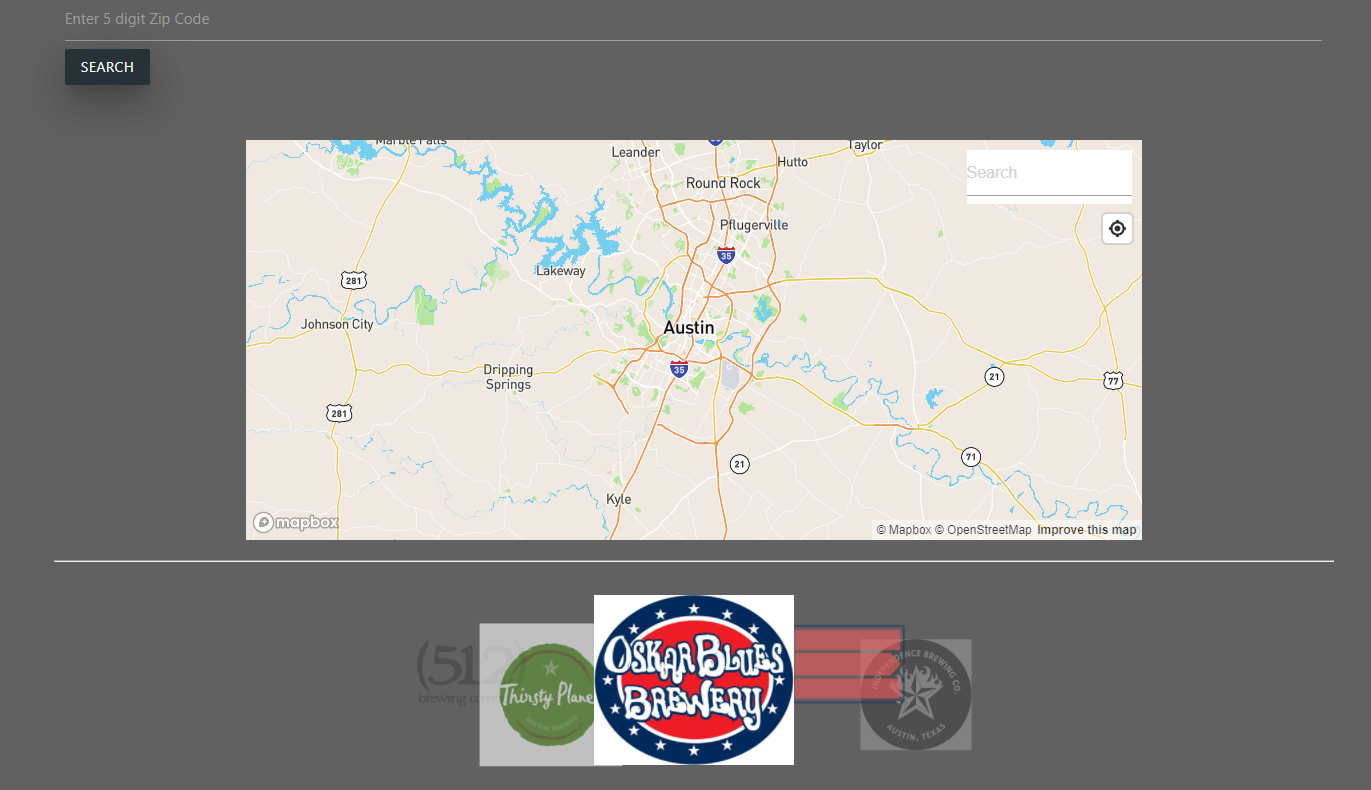 Enter 5 digit Zip Code
SEARCH
Marble Falls
Leander
Taylor
Hutto
Round Rock
Search
Pflugerville
35
Lakeway
281
Johnson City
Austin
Dripping
Springs
35
21
77
281
21
71
Kyle
mapbox
© Mapbox © OpenStreetMap Improve this map
(512)
brewing
Thirsty Plane
AUSTIN BREWED
OSKAR BLUES
BREWERY
INDEPENDENCE BREWING CO.
AUSTIN, TEXAS